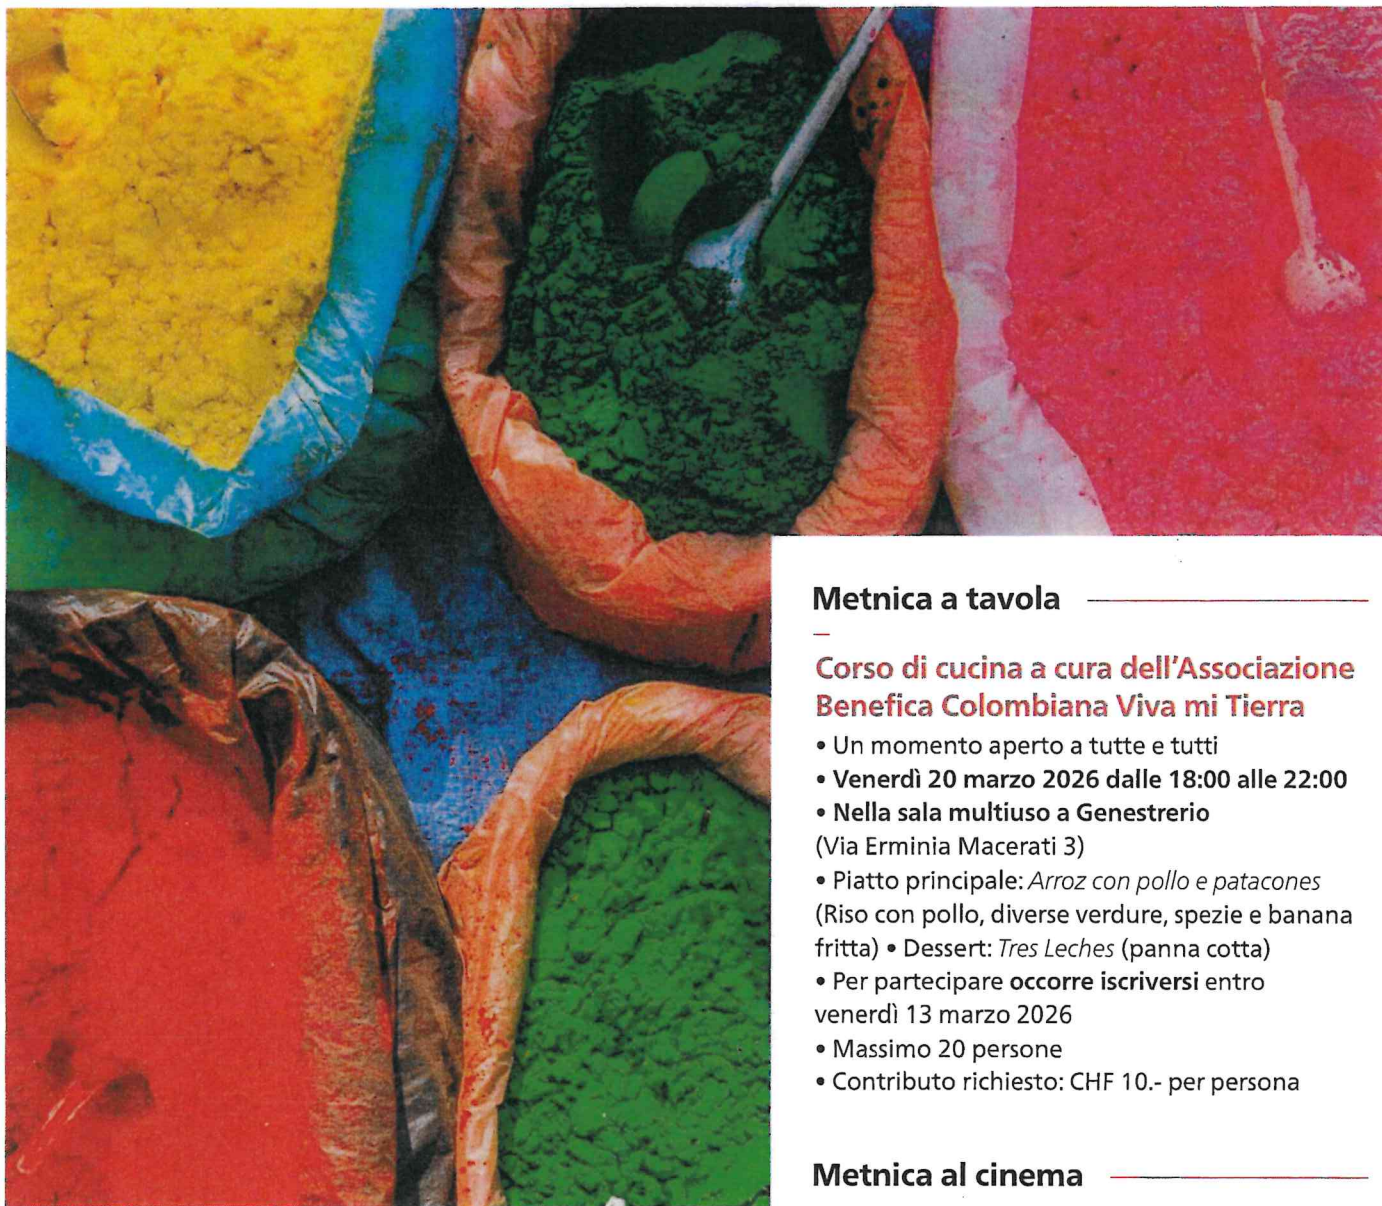 Metnica a tavola
Corso di cucina a cura dell'Associazione
Benefica Colombiana Viva mi Tierra
• Un momento aperto a tutte e tutti
• Venerdì 20 marzo 2026 dalle 18:00 alle 22:00
• Nella sala multiuso a Genestrerio
(Via Erminia Macerati 3)
• Piatto principale: Arroz con pollo e patacones
(Riso con pollo, diverse verdure, spezie e banana
fritta) • Dessert: Tres Leches (panna cotta)
• Per partecipare occorre iscriversi entro
venerdì 13 marzo 2026
• Massimo 20 persone
• Contributo richiesto: CHF 10.- per persona
Metnica al cinema